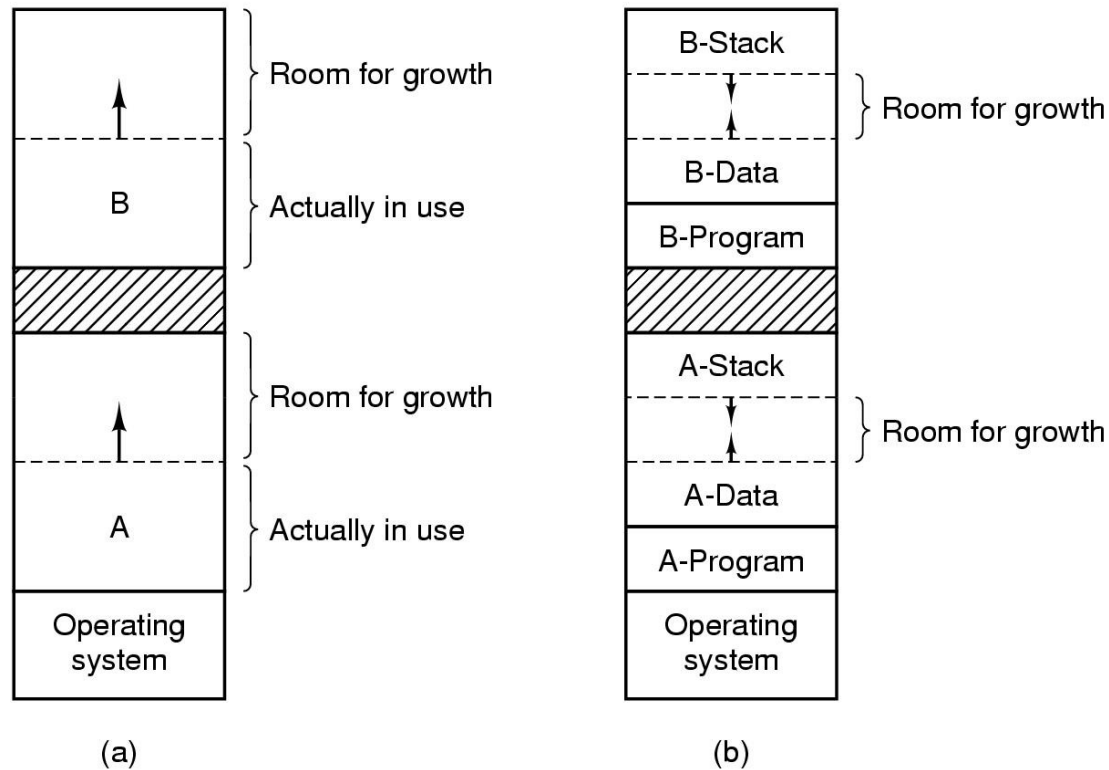 Room for growth
B
Actually in use
Room for growth
A
Actually in use
Operating
system
(a)
B-Stack
Room for growth
B-Data
B-Program
A-Stack
Room for growth
A-Data
A-Program
Operating
system
(b)